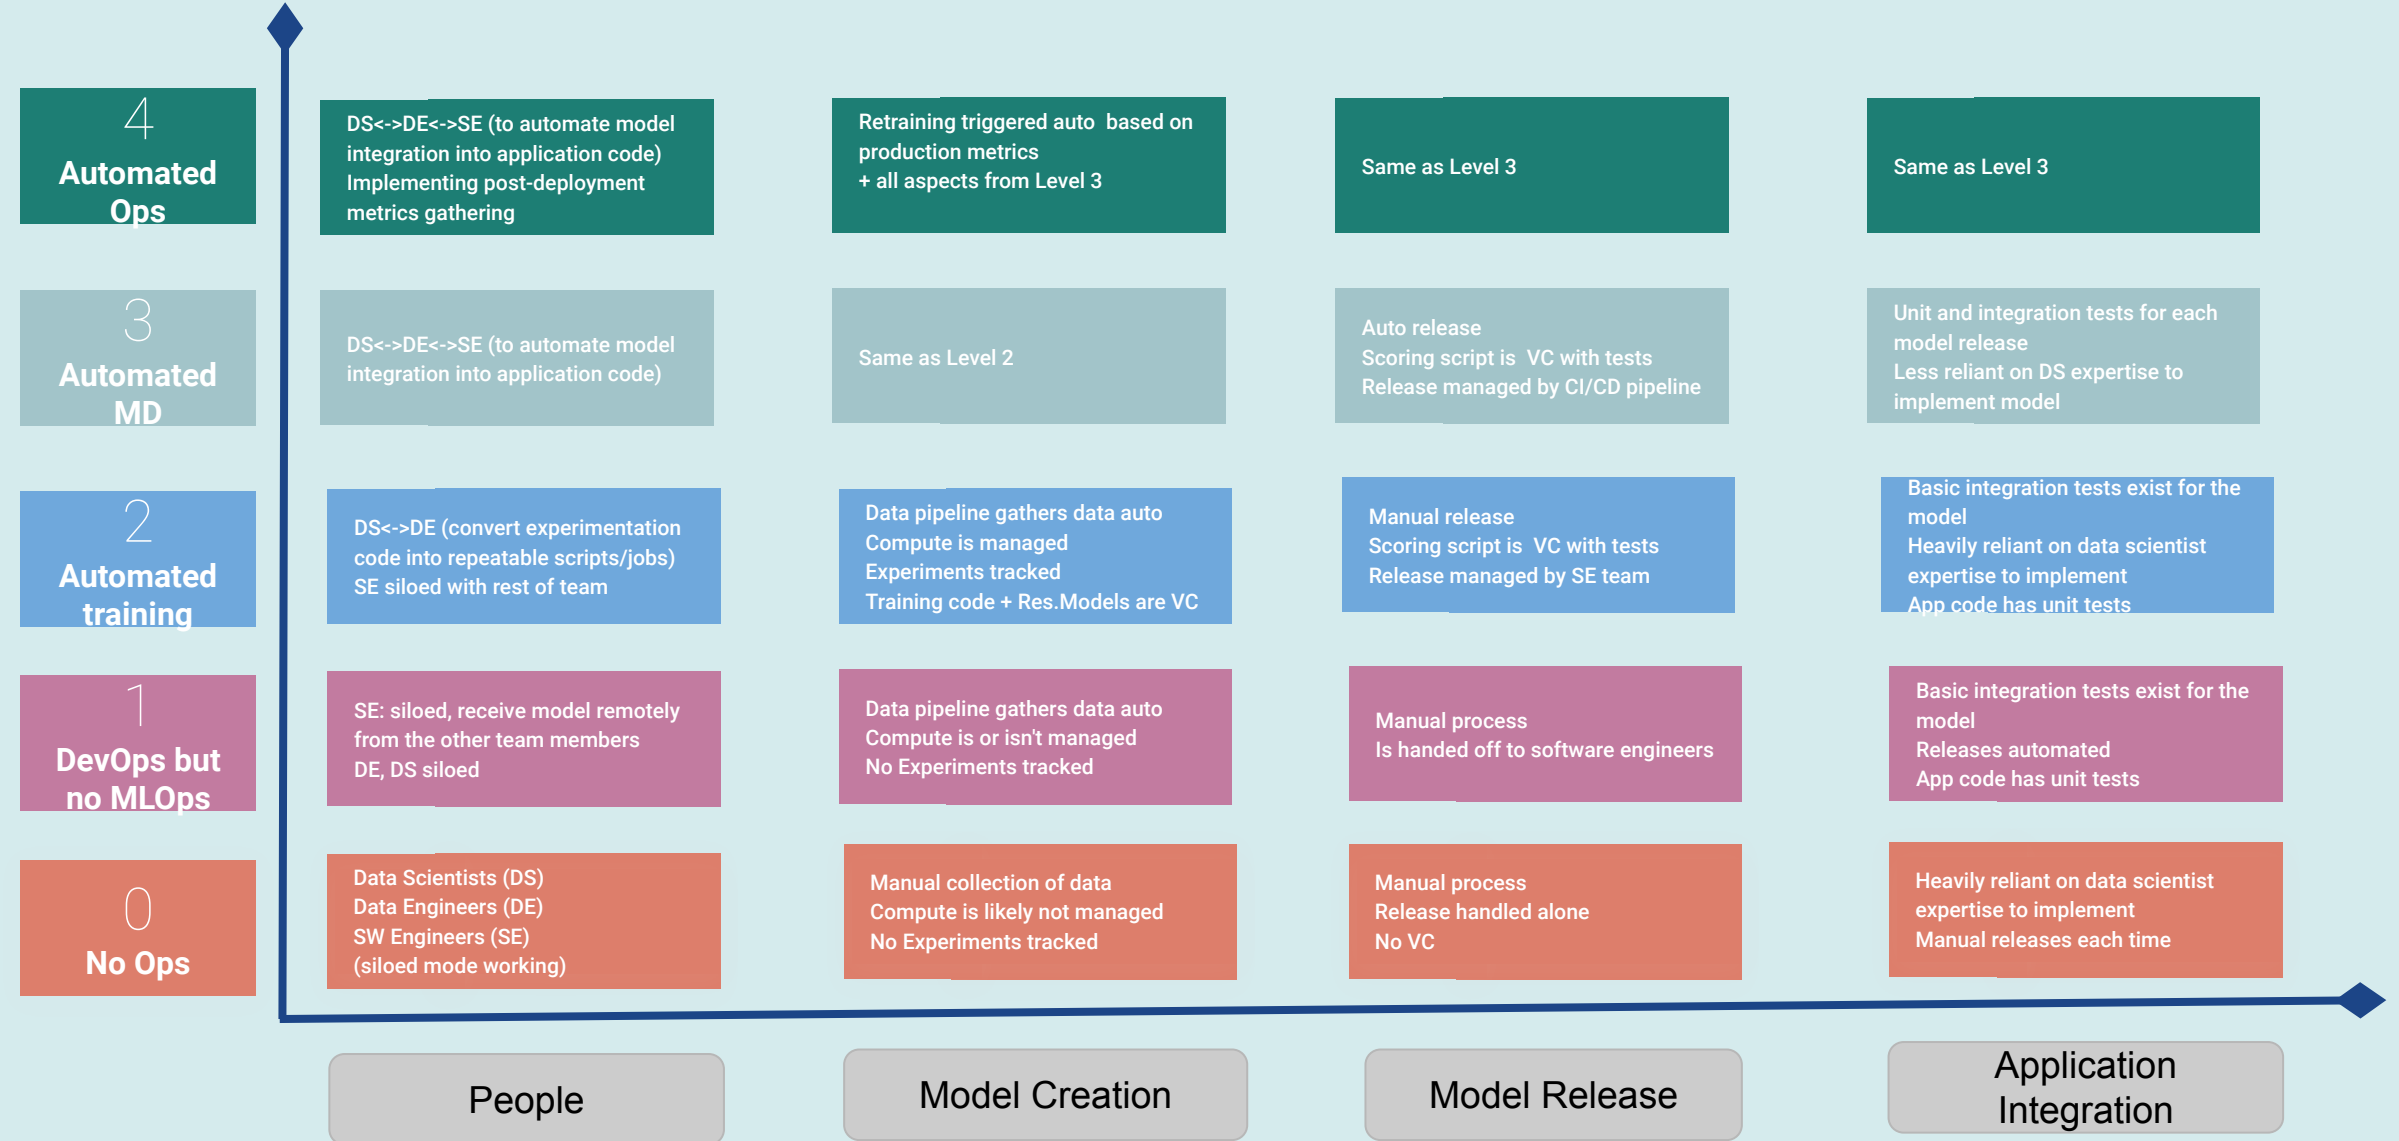 4
Automated
Ops
DS<->DE<->SE (to automate model
integration into application code)
Implementing post-deployment
metrics gathering
Retraining triggered auto  based on
production metrics
+ all aspects from Level 3
Same as Level 3
Same as Level 3
3
Automated
MD
DS<->DE<->SE (to automate model
integration into application code)
Same as Level 2
Auto release
Scoring script is  VC with tests
Release managed by CI/CD pipeline
Unit and integration tests for each
model release
Less reliant on DS expertise to
implement model
2
Automated
training
DS<->DE (convert experimentation
code into repeatable scripts/jobs)
SE siloed with rest of team
Data pipeline gathers data auto
Compute is managed
Experiments tracked
Training code + Res.Models are VC
Manual release
Scoring script is  VC with tests
Release managed by SE team
Basic integration tests exist for the
model
Heavily reliant on data scientist
expertise to implement
App code has unit tests
1
DevOps but
no MLOps
SE: siloed, receive model remotely
from the other team members
DE, DS siloed
Data pipeline gathers data auto
Compute is or isn't managed
No Experiments tracked
Manual process
Is handed off to software engineers
Basic integration tests exist for the
model
Releases automated
App code has unit tests
0
No Ops
Data Scientists (DS)
Data Engineers (DE)
SW Engineers (SE)
(siloed mode working)
Manual collection of data
Compute is likely not managed
No Experiments tracked
Manual process
Release handled alone
No VC
Heavily reliant on data scientist
expertise to implement
Manual releases each time
People
Model Creation
Model Release
Application
Integration